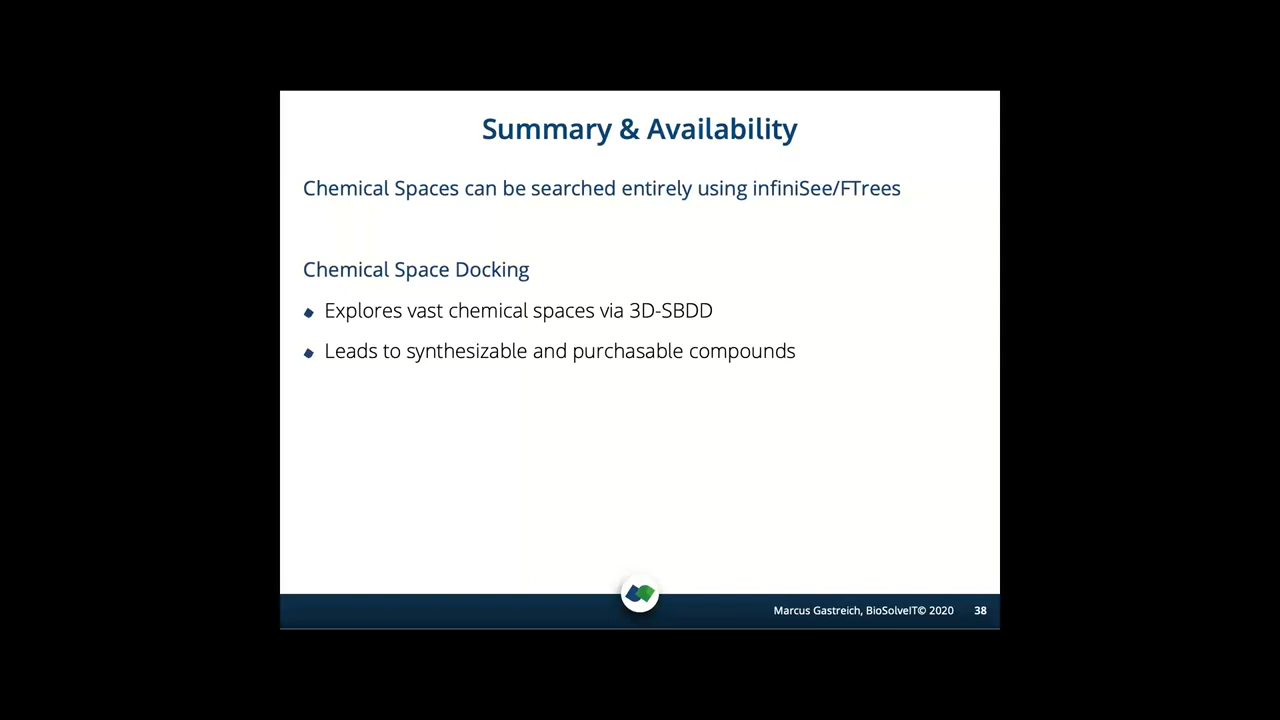 Summary & Availability
Chemical Spaces can be searched entirely using infiniSee/FTrees
Chemical Space Docking
Explores vast chemical spaces via 3D-SBDD
Leads to synthesizable and purchasable compounds
Marcus Gastreich, BioSolveIT© 2020 38